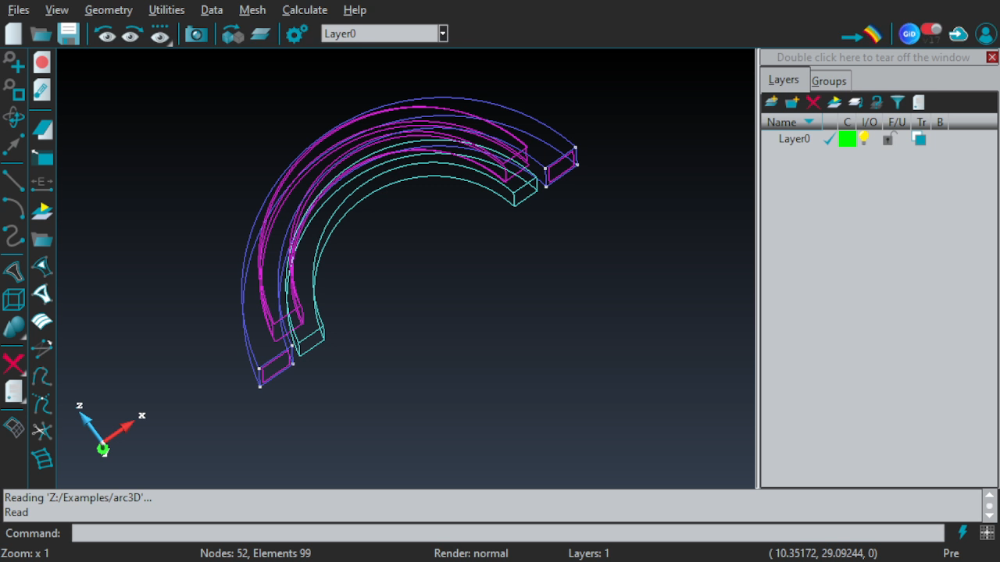 Files View Geometry Utilities Data Mesh Calculate Help
Layer0
GiD
v17
Double click here to tear off the window
Layers Groups
Name C I/O F/U Tr B
Layer0
E
z
x
Reading 'Z:/Examples/arc3D'...
Read
Command:
Zoom: x 1 Nodes: 52, Elements 99 Render: normal Layers: 1 ( 10.35172, 29.09244, 0) Pre